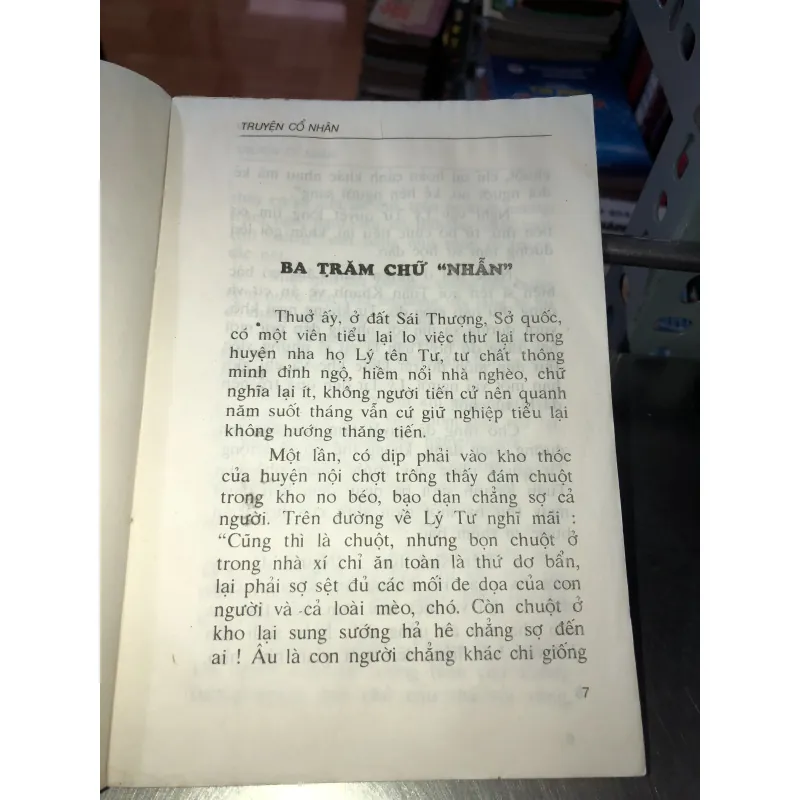 TRUYỆN CỔ NHÂN
BA TRĂM CHỮ “NHẪN”
Thuở ấy, ở đất Sái Thượng, Sở quốc,
có một viên tiểu lại lo việc thư lại trong
huyện nha họ Lý tên Tư, tư chất thông
minh đỉnh ngộ, hiềm nổi nhà nghèo, chữ
nghĩa lại ít, không người tiến cử nên quanh
năm suốt tháng vẫn cứ giữ nghiệp tiểu lại
không hướng thăng tiến.
Một lần, có dịp phải vào kho thóc
của huyện nội chợt trông thấy đám chuột
trong kho no béo, bạo dạn chẳng sợ cả
người. Trên đường về Lý Tư nghĩ mãi :
“Cũng thì là chuột, nhưng bọn chuột ở
trong nhà xí chỉ ăn toàn là thứ dơ bẩn,
lại phải sợ sệt đủ các mối đe dọa của con
người và cả loài mèo, chó. Còn chuột ở
kho lại sung sướng hả hê chẳng sợ đến
ai ! Âu là con người chẳng khác chi giống
7